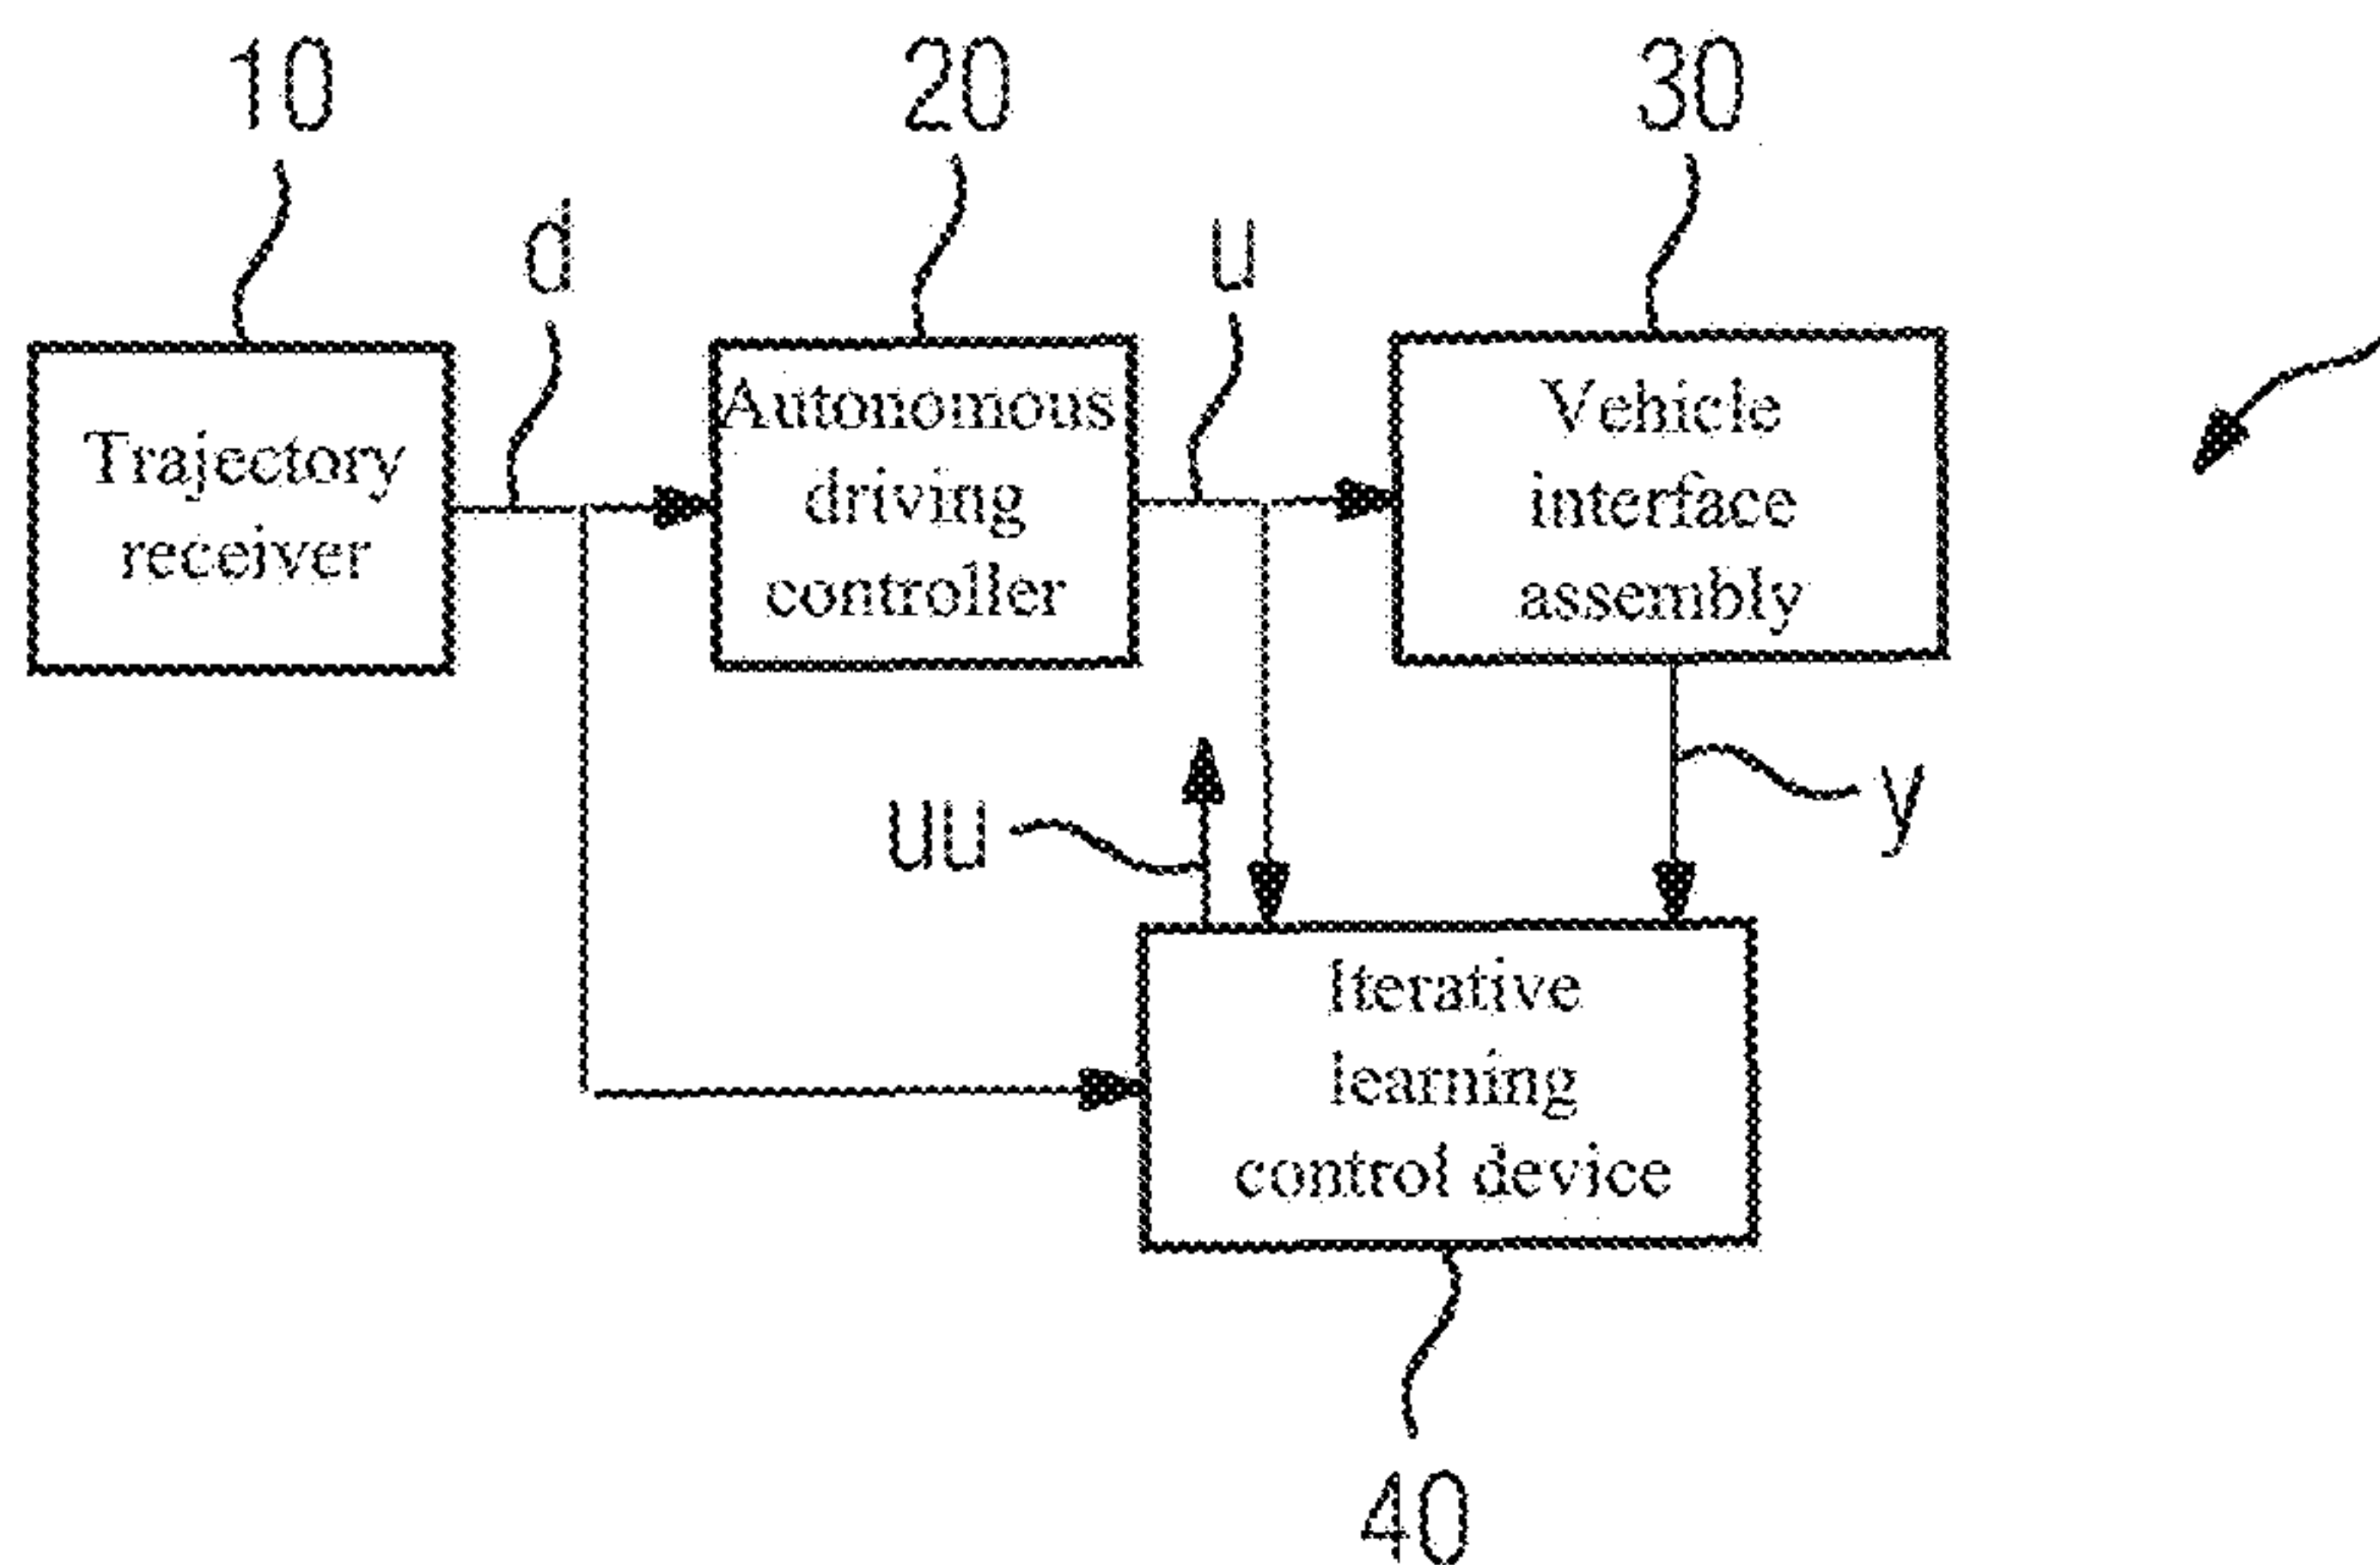 10
20
30
d
u
Trajectory
receiver
Autonomous
driving
controller
Vehicle
interface
assembly
uu
y
Iterative
learning
control device
40